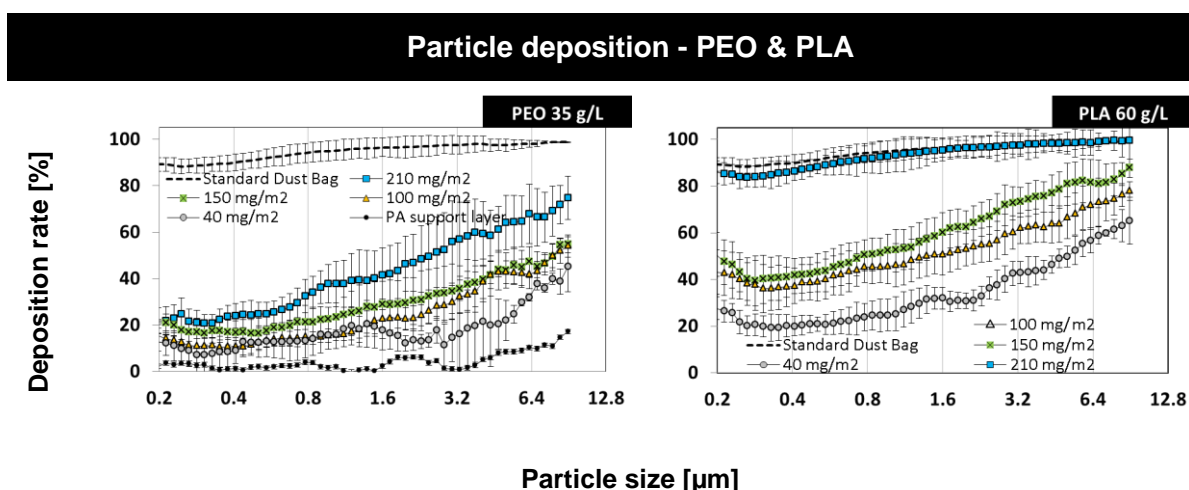 Particle deposition - PEO & PLA
PEO 35 g/L
Deposition rate [%]
100
80
60
40
20
0
Standard Dust Bag
210 mg/m2
150 mg/m2
100 mg/m2
40 mg/m2
PA support layer
0.2 0.4 0.8 1.6 3.2 6.4 12.8
PLA 60 g/L
100
80
60
40
20
0
100 mg/m2
Standard Dust Bag
150 mg/m2
40 mg/m2
210 mg/m2
0.2 0.4 0.8 1.6 3.2 6.4 12.8
Particle size [µm]